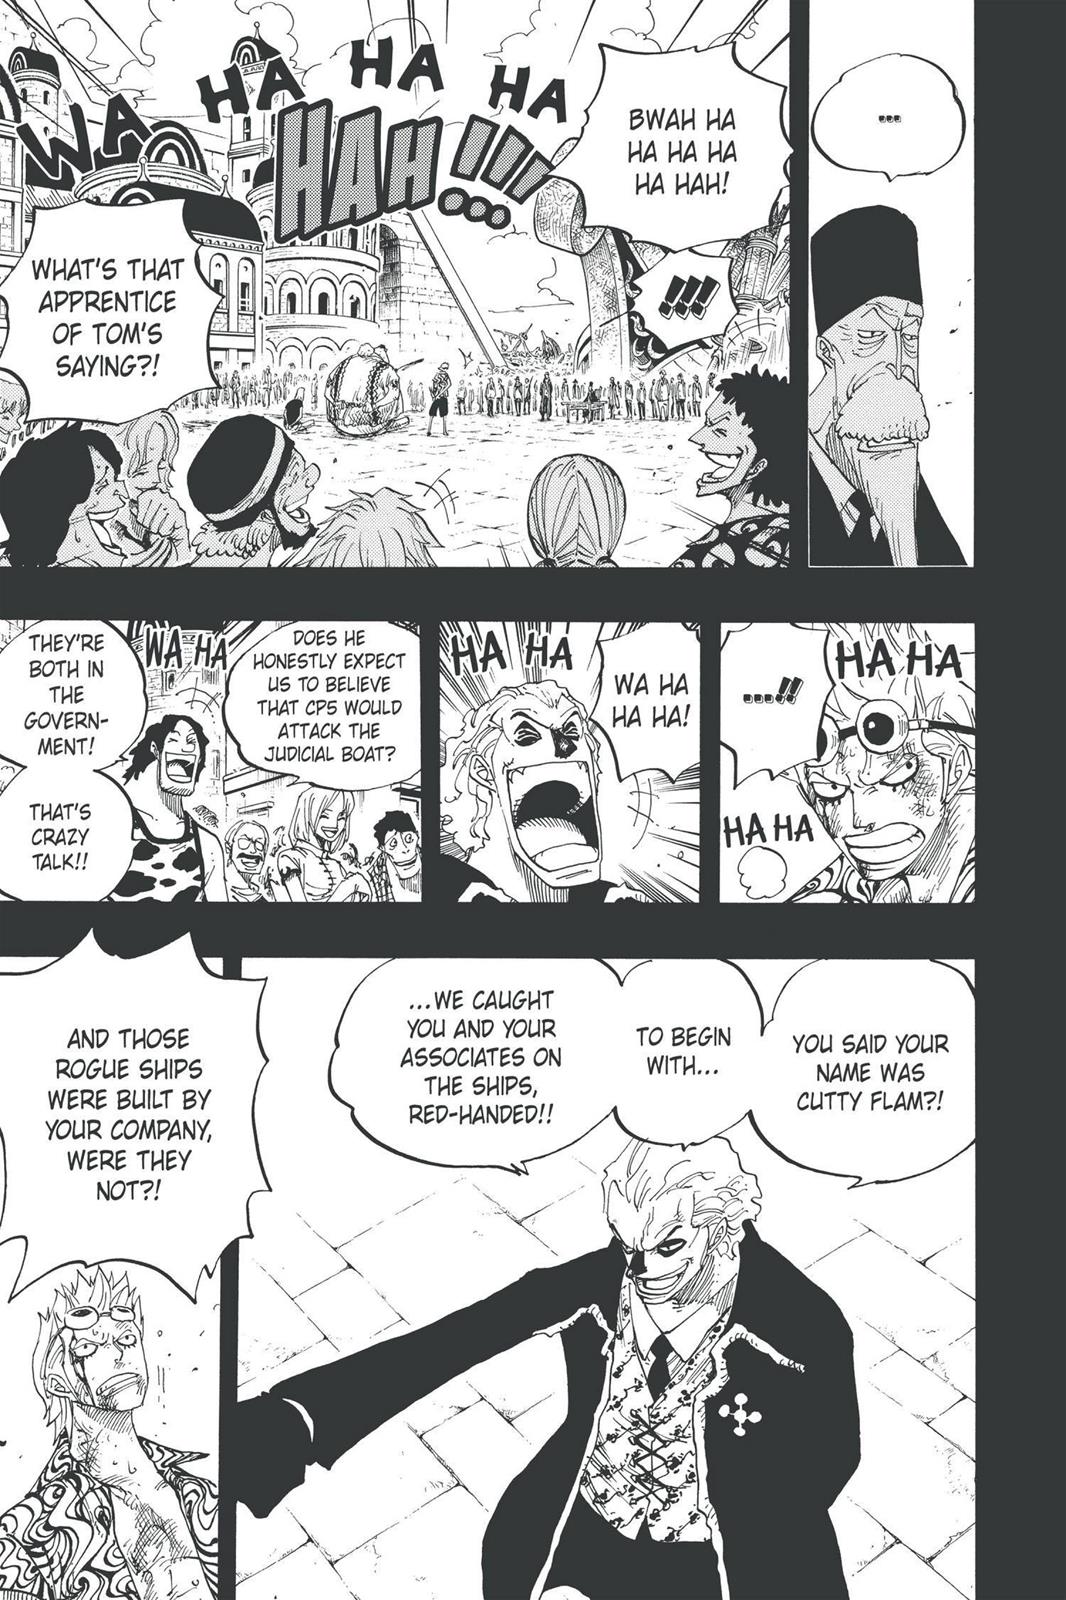 ...
BWAH HA
HA HA HA
HA HAH!
!!!
WA HA HA HA
HAH...!!!
WHAT'S THAT
APPRENTICE
OF TOM'S
SAYING?!
HA HA
....!!
HA HA
HA HA
WA HA
HA HA!
DOES HE
HONESTLY EXPECT
US TO BELIEVE
THAT CP5 WOULD
ATTACK THE
JUDICIAL BOAT?
WA HA
THEY'RE
BOTH IN
THE
GOVERN-
MENT!
THAT'S
CRAZY
TALK!!
YOU SAID YOUR
NAME WAS
CUTTY FLAM?!
TO BEGIN
WITH...
...WE CAUGHT
YOU AND YOUR
ASSOCIATES ON
THE SHIPS,
RED-HANDED!!
AND THOSE
ROGUE SHIPS
WERE BUILT BY
YOUR COMPANY,
WERE THEY
NOT?!